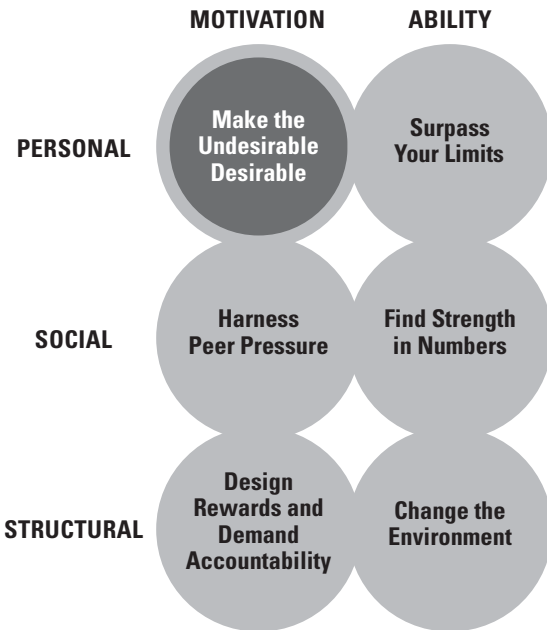 MOTIVATION ABILITY
Make the
Undesirable
Desirable
Surpass
Your Limits
PERSONAL
Harness
Peer Pressure
Find Strength
in Numbers
SOCIAL
Design
Rewards and
Demand
Accountability
Change the
Environment
STRUCTURAL